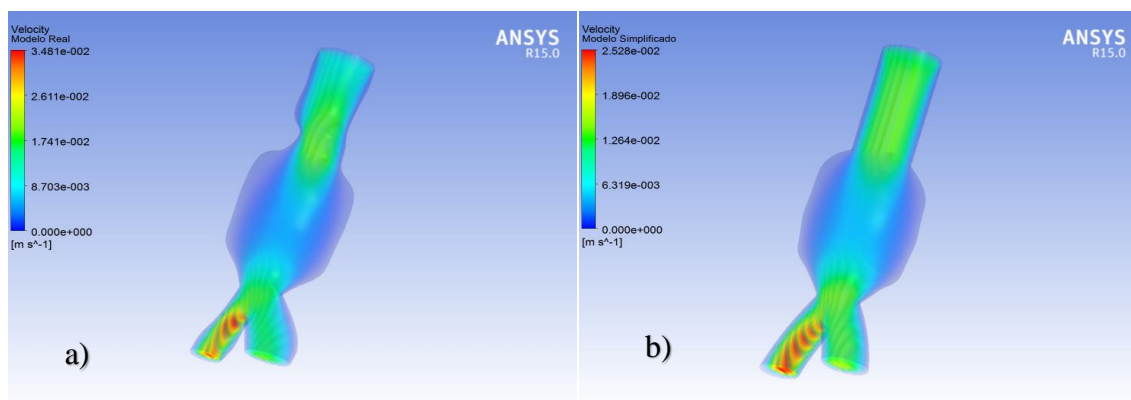 Velocity
Modelo Real
3.481e-002
2.611e-002
1.741e-002
8.703e-003
0.000e+000
[m s^-1]
ANSYS
R15.0
a)
Velocity
Modelo Simplificado
2.528e-002
1.896e-002
1.264e-002
6.319e-003
0.000e+000
[m s^-1]
ANSYS
R15.0
b)